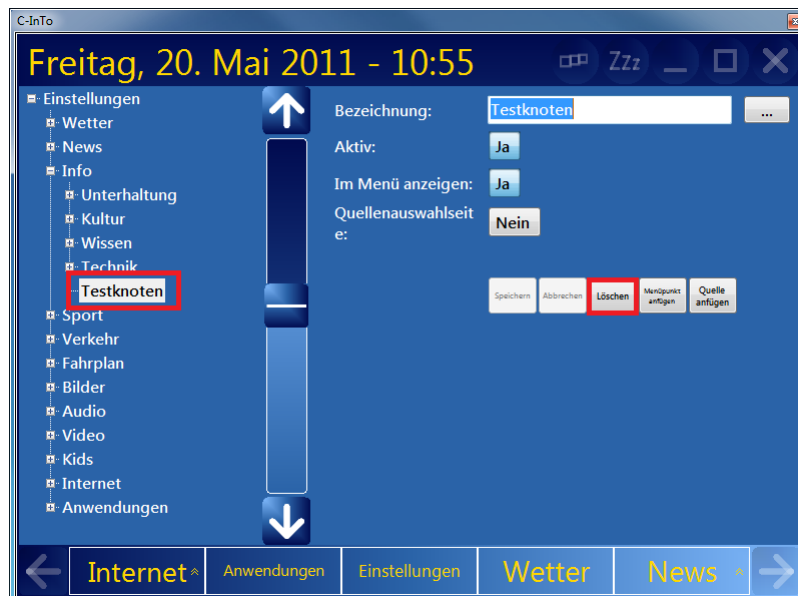 C-InTo
Freitag, 20. Mai 2011 - 10:55
Zzz
Einstellungen
Wetter
News
Info
Unterhaltung
Kultur
Wissen
Technik
Testknoten
Sport
Verkehr
Fahrplan
Bilder
Audio
Video
Kids
Internet
Anwendungen
Bezeichnung:
Testknoten
...
Aktiv:
Ja
Im Menü anzeigen:
Ja
Quellenauswahlseit
e:
Nein
Speichern
Abbrechen
Löschen
Menüpunkt
anfügen
Quelle
anfügen
Internet
Anwendungen
Einstellungen
Wetter
News